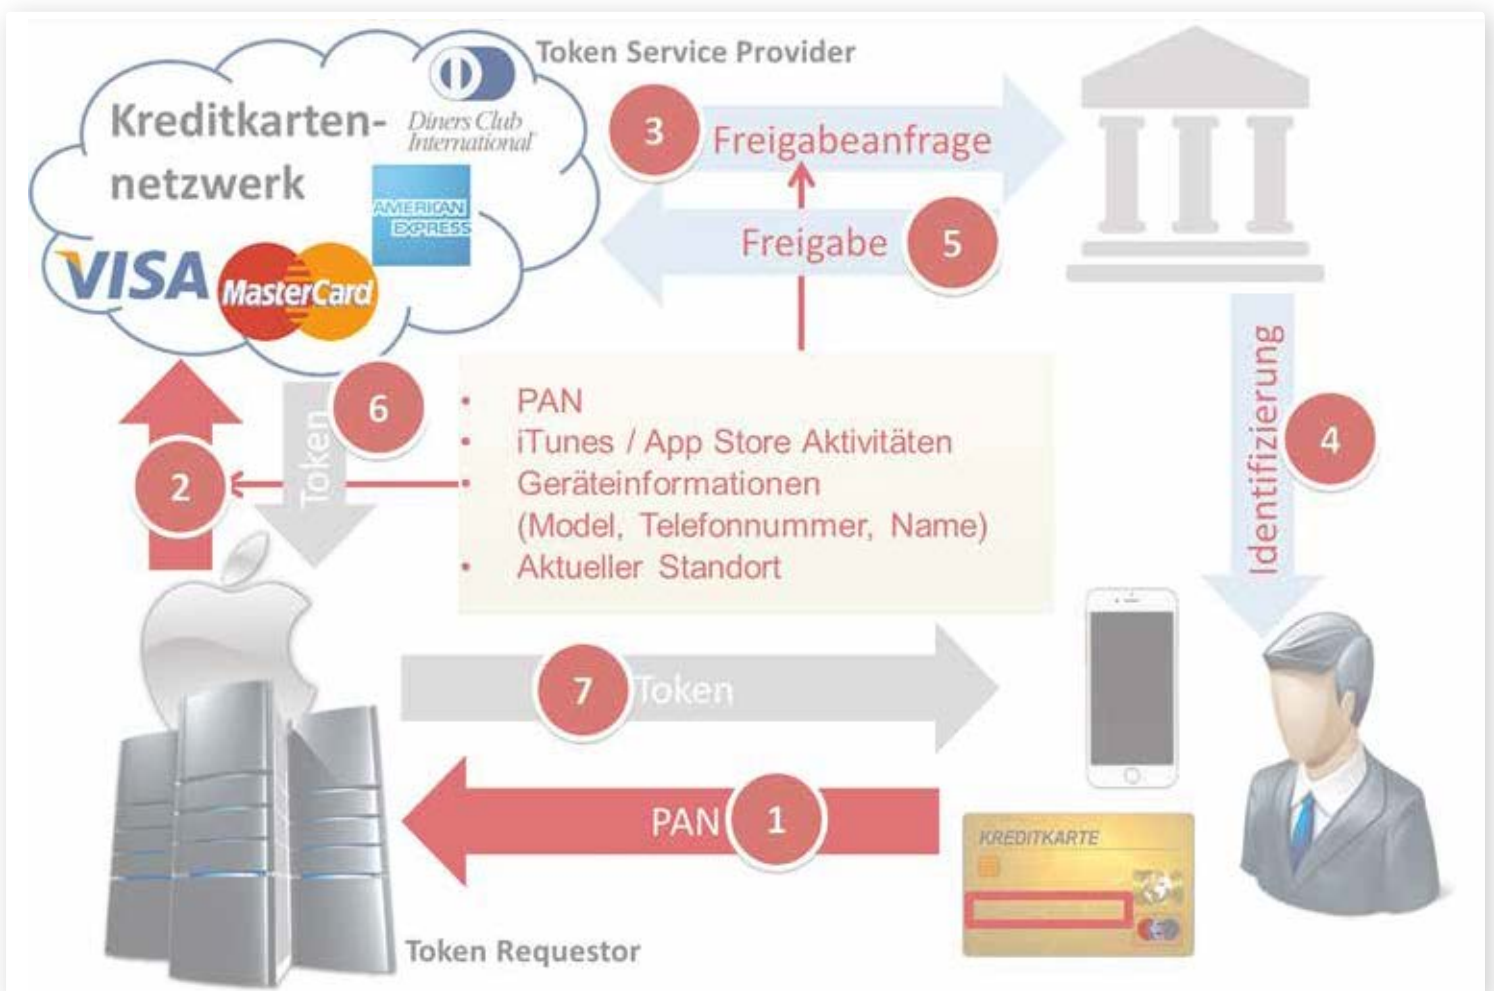 Token Service Provider
Kreditkarten-
netzwerk
Diners Club
International
AMERICAN
EXPRESS
VISA
MasterCard
3
Freigabeanfrage
Freigabe
5
Identifizierung
4
6
Token
2
• PAN
• iTunes / App Store Aktivitäten
• Geräteinformationen
(Model, Telefonnummer, Name)
• Aktueller Standort
7
Token
PAN
1
KREDITKARTE
Token Requestor